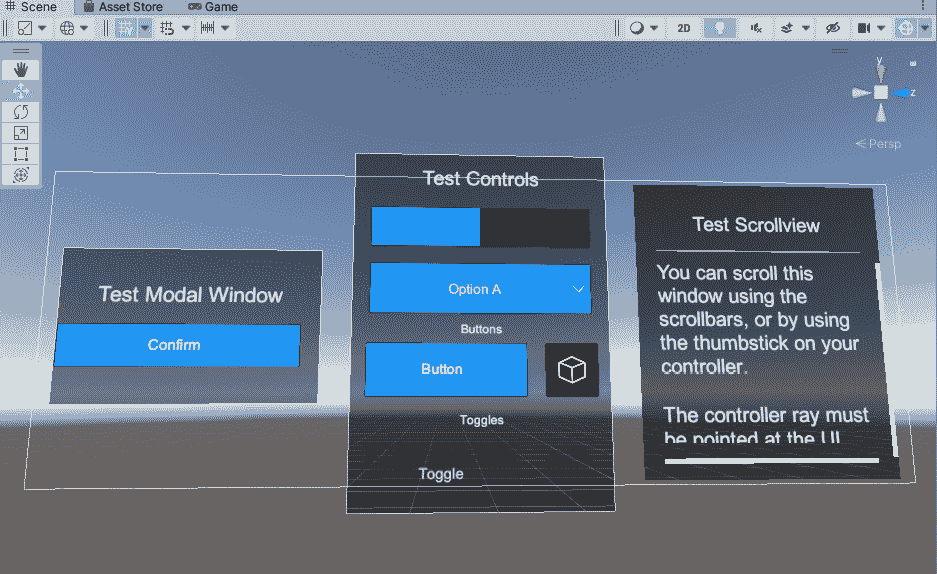 Scene
Asset Store
Game
2D
y
z
Persp
Test Modal Window
Confirm
Test Controls
Option A
Buttons
Button
Toggles
Toggle
Test Scrollview
You can scroll this
window using the
scrollbars, or by using
the thumbstick on your
controller.
The controller ray must
be pointed at the UI